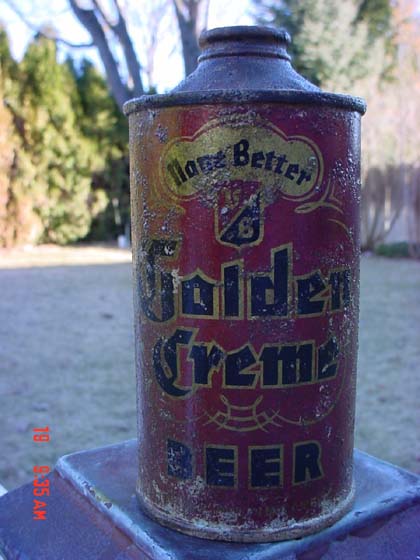 None Better
G
B
Golden
Creme
BEER
19 9:35 AM